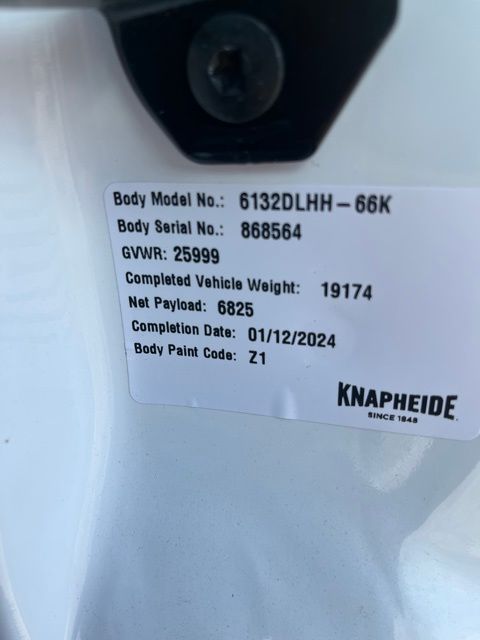 Body Model No.: 6132DLHH-66K
Body Serial No.: 868564
GVWR: 25999
Completed Vehicle Weight: 19174
Net Payload: 6825
Completion Date: 01/12/2024
Body Paint Code: Z1
KNAPHEIDE
SINCE 1848